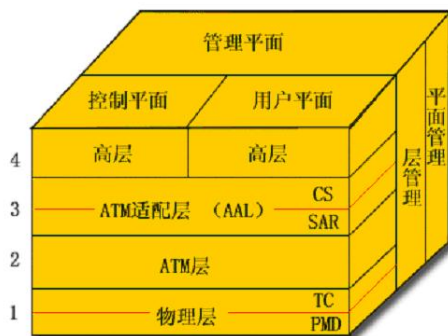 管理平面
控制平面
用户平面
平面管理
层管理
4
高层
高层
3
ATM适配层 (AAL)
CS
SAR
2
ATM层
1
物理层
TC
PMD